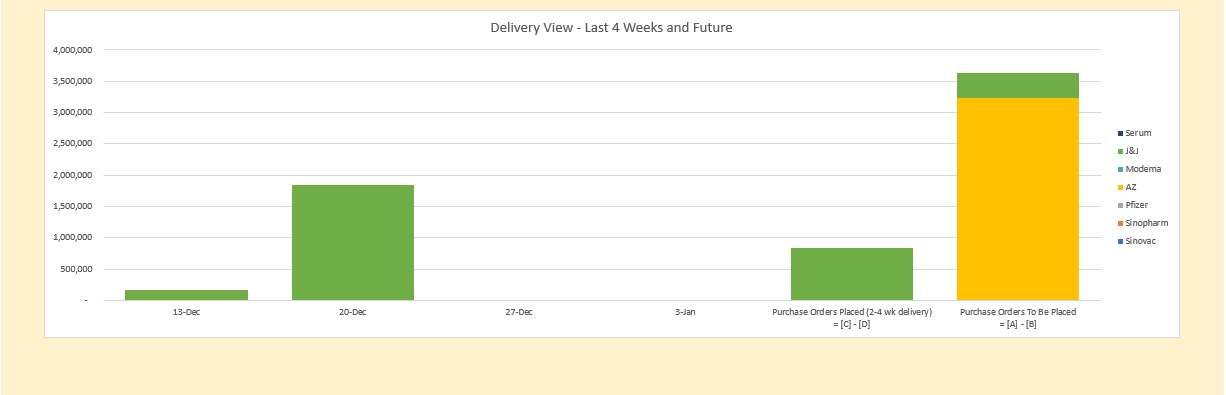 Delivery View - Last 4 Weeks and Future
4,000,000
3,500,000
3,000,000
2,500,000
2,000,000
1,500,000
1,000,000
500,000
-
13-Dec
20-Dec
27-Dec
3-Jan
Purchase Orders Placed (2-4 wk delivery)
= [C] - [D]
Purchase Orders To Be Placed
= [A] - [B]
Serum
J&J
Moderna
AZ
Pfizer
Sinopharm
Sinovac